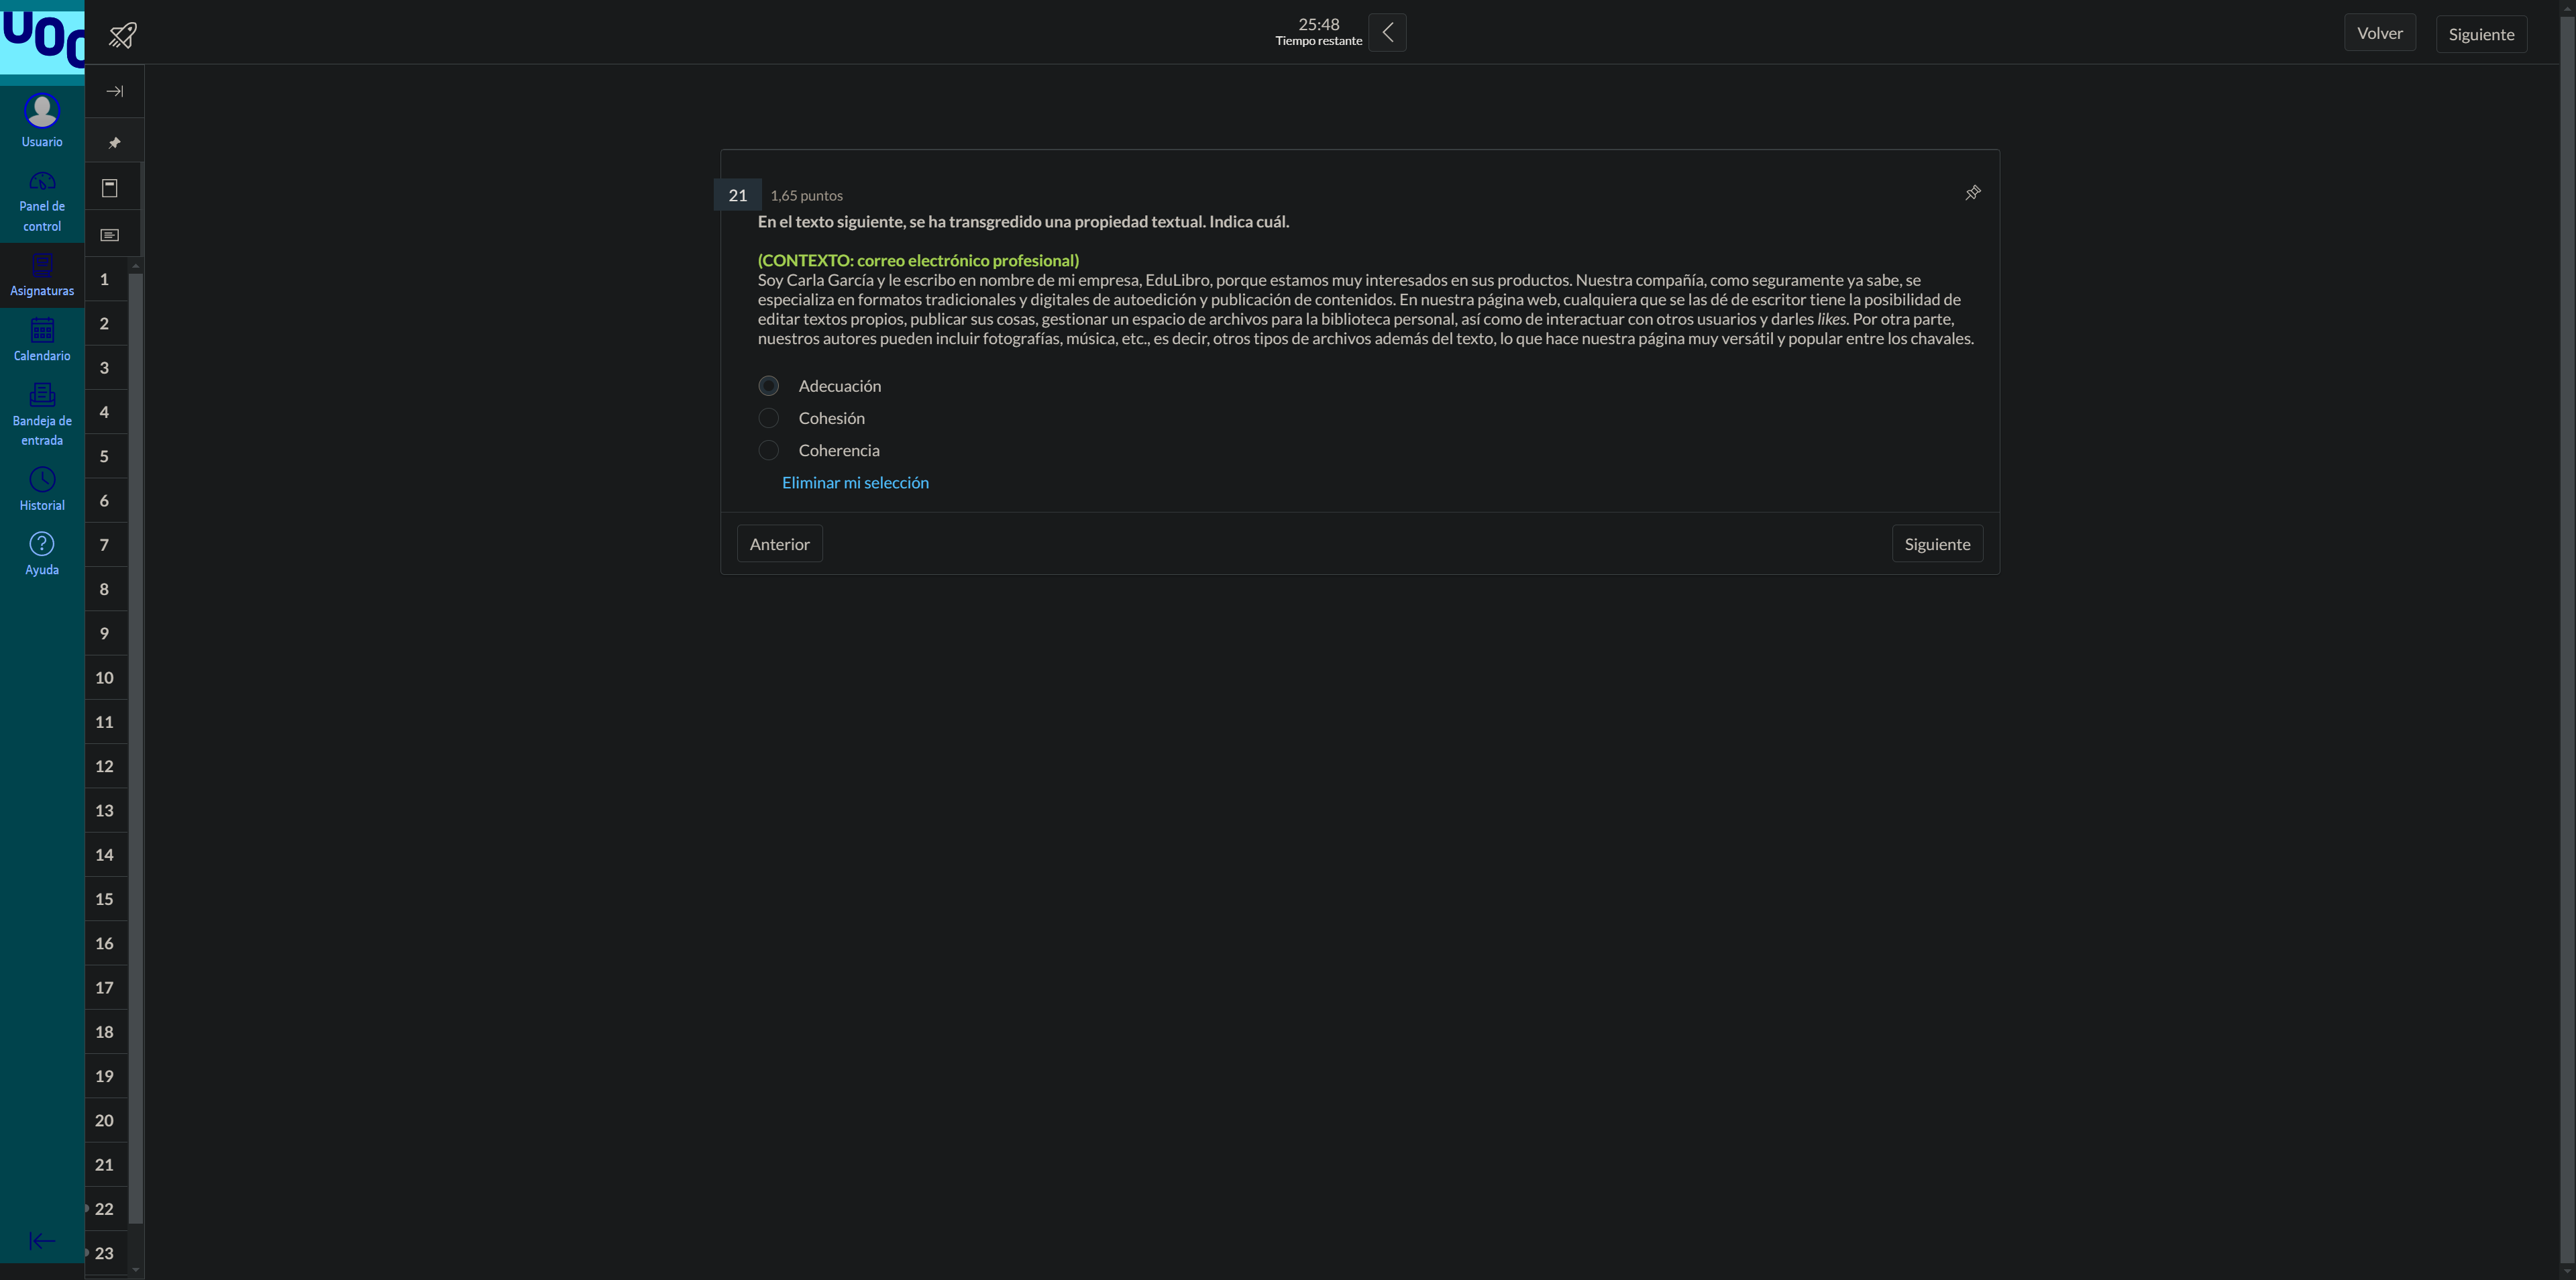 UOC
Usuario
Panel de
control
Asignaturas
Calendario
Bandeja de
entrada
Historial
Ayuda
25:48
Tiempo restante
Volver
Siguiente
1
2
3
4
5
6
7
8
9
10
11
12
13
14
15
16
17
18
19
20
21
22
23
21
1,65 puntos
En el texto siguiente, se ha transgredido una propiedad textual. Indica cuál.
(CONTEXTO: correo electrónico profesional)
Soy Carla García y le escribo en nombre de mi empresa, EduLibro, porque estamos muy interesados en sus productos. Nuestra compañía, como seguramente ya sabe, se
especializa en formatos tradicionales y digitales de autoedición y publicación de contenidos. En nuestra página web, cualquiera que se las dé de escritor tiene la posibilidad de
editar textos propios, publicar sus cosas, gestionar un espacio de archivos para la biblioteca personal, así como de interactuar con otros usuarios y darles likes. Por otra parte,
nuestros autores pueden incluir fotografías, música, etc., es decir, otros tipos de archivos además del texto, lo que hace nuestra página muy versátil y popular entre los chavales.
Adecuación
Cohesión
Coherencia
Eliminar mi selección
Anterior
Siguiente